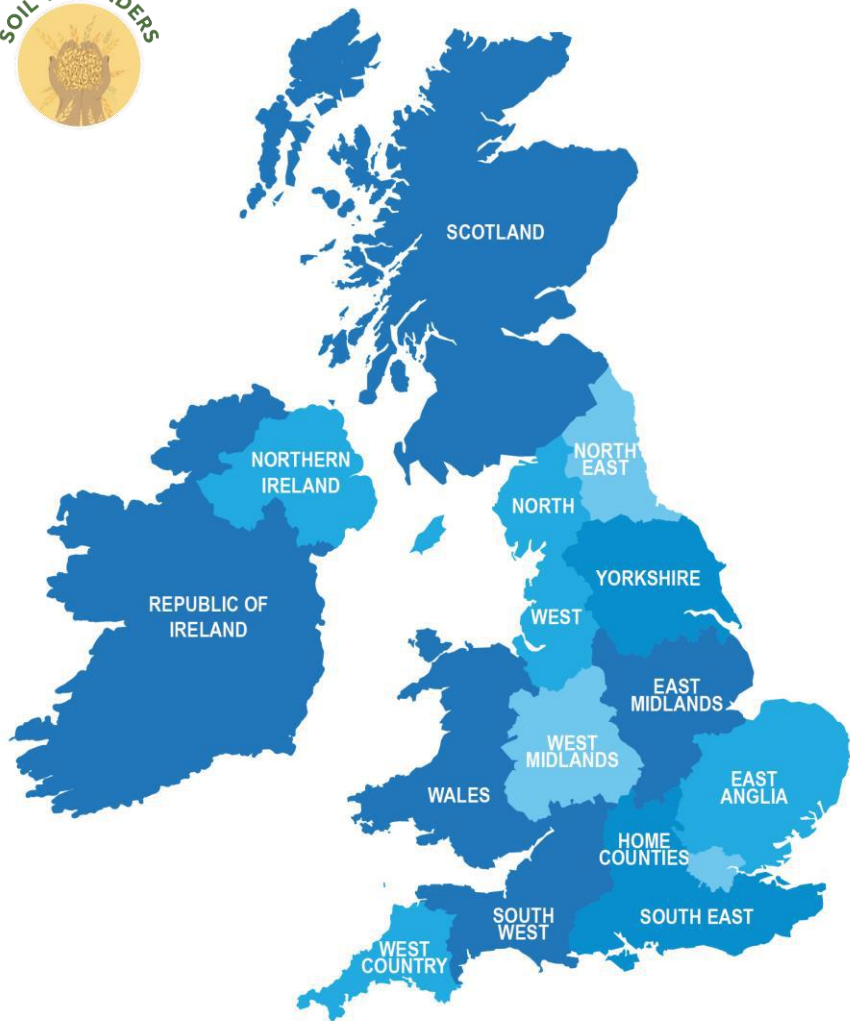 SOIL
SCOTLAND
NORTHERN
IRELAND
NORTH
EAST
NORTH
REPUBLIC OF
IRELAND
YORKSHIRE
WEST
EAST
MIDLANDS
WEST
MIDLANDS
WALES
EAST
ANGLIA
HOME
COUNTIES
SOUTH
WEST
SOUTH EAST
WEST
COUNTRY